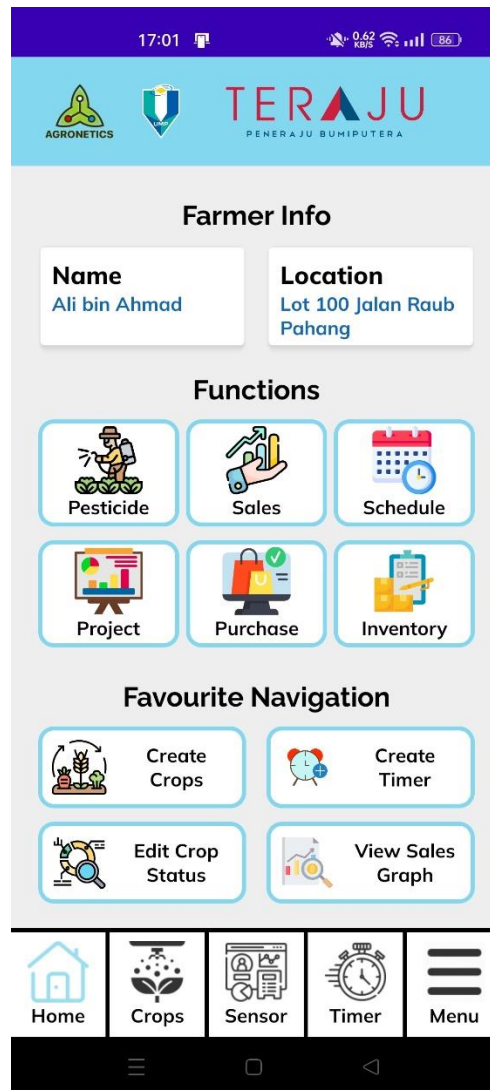 17:01
0.62
KB/S
86
AGRONETICS
UMP
TERAJU
PENERAJU BUMIPUTERA
Farmer Info
Name
Ali bin Ahmad
Location
Lot 100 Jalan Raub
Pahang
Functions
Pesticide
Sales
Schedule
Project
Purchase
Inventory
Favourite Navigation
Create
Crops
Create
Timer
Edit Crop
Status
View Sales
Graph
Home
Crops
Sensor
Timer
Menu